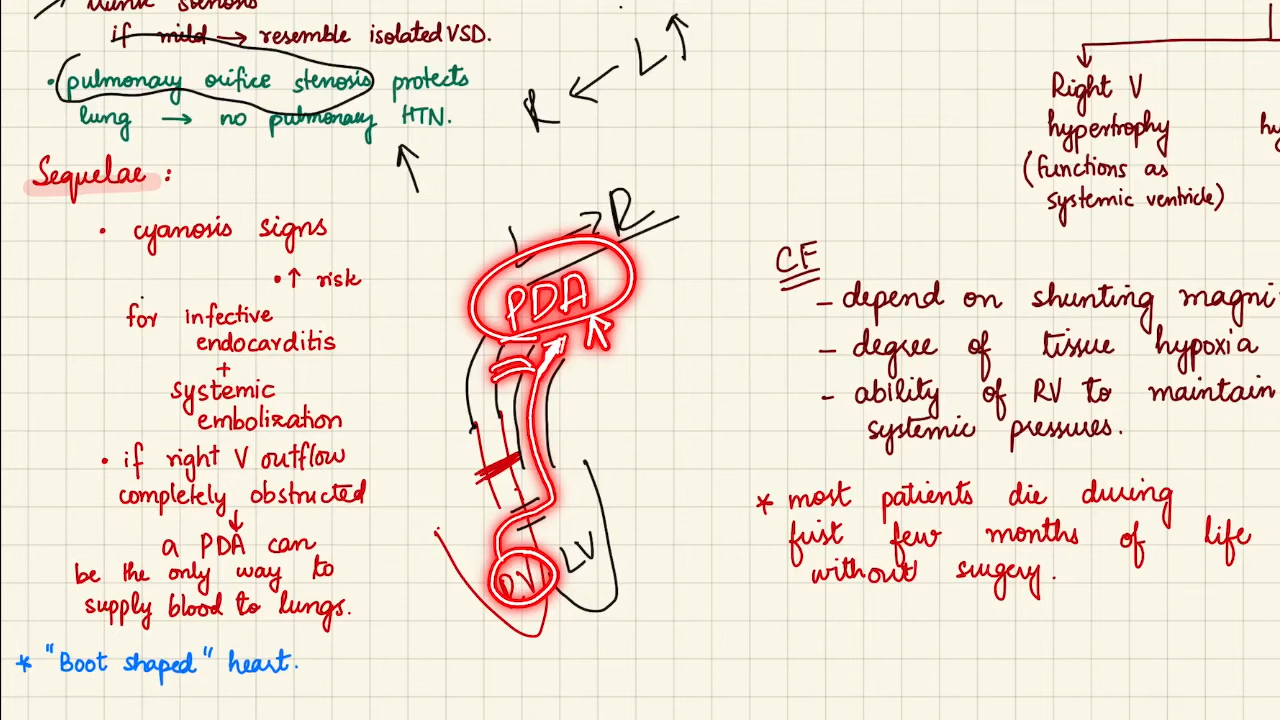 stenosis
if mild → resemble isolated VSD.
• pulmonary orifice stenosis protects
lung → no pulmonary HTN.
Sequelae :
• cyanosis signs
• ↑ risk
for infective
endocarditis
+
systemic
embolization
• if right V outflow
completely obstructed
↓
a PDA can
be the only way to
supply blood to lungs.
* "Boot shaped" heart.
L ↑
R ←
L → R
PDA
RV
LV
Right V
hypertrophy
(functions as
systemic ventricle)
CF
- depend on shunting magni
- degree of tissue hypoxia
- ability of RV to maintain
systemic pressures.
* most patients die during
first few months of life
without surgery.